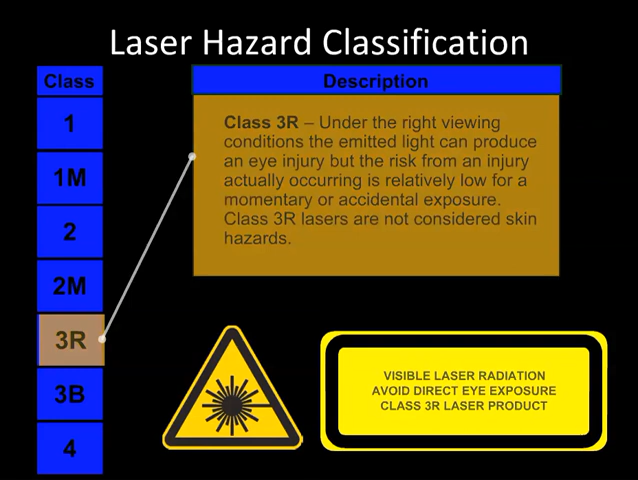 Laser Hazard Classification
Class
Description
1
1M
2
2M
3R
3B
4
Class 3R – Under the right viewing
conditions the emitted light can produce
an eye injury but the risk from an injury
actually occurring is relatively low for a
momentary or accidental exposure.
Class 3R lasers are not considered skin
hazards.
VISIBLE LASER RADIATION
AVOID DIRECT EYE EXPOSURE
CLASS 3R LASER PRODUCT